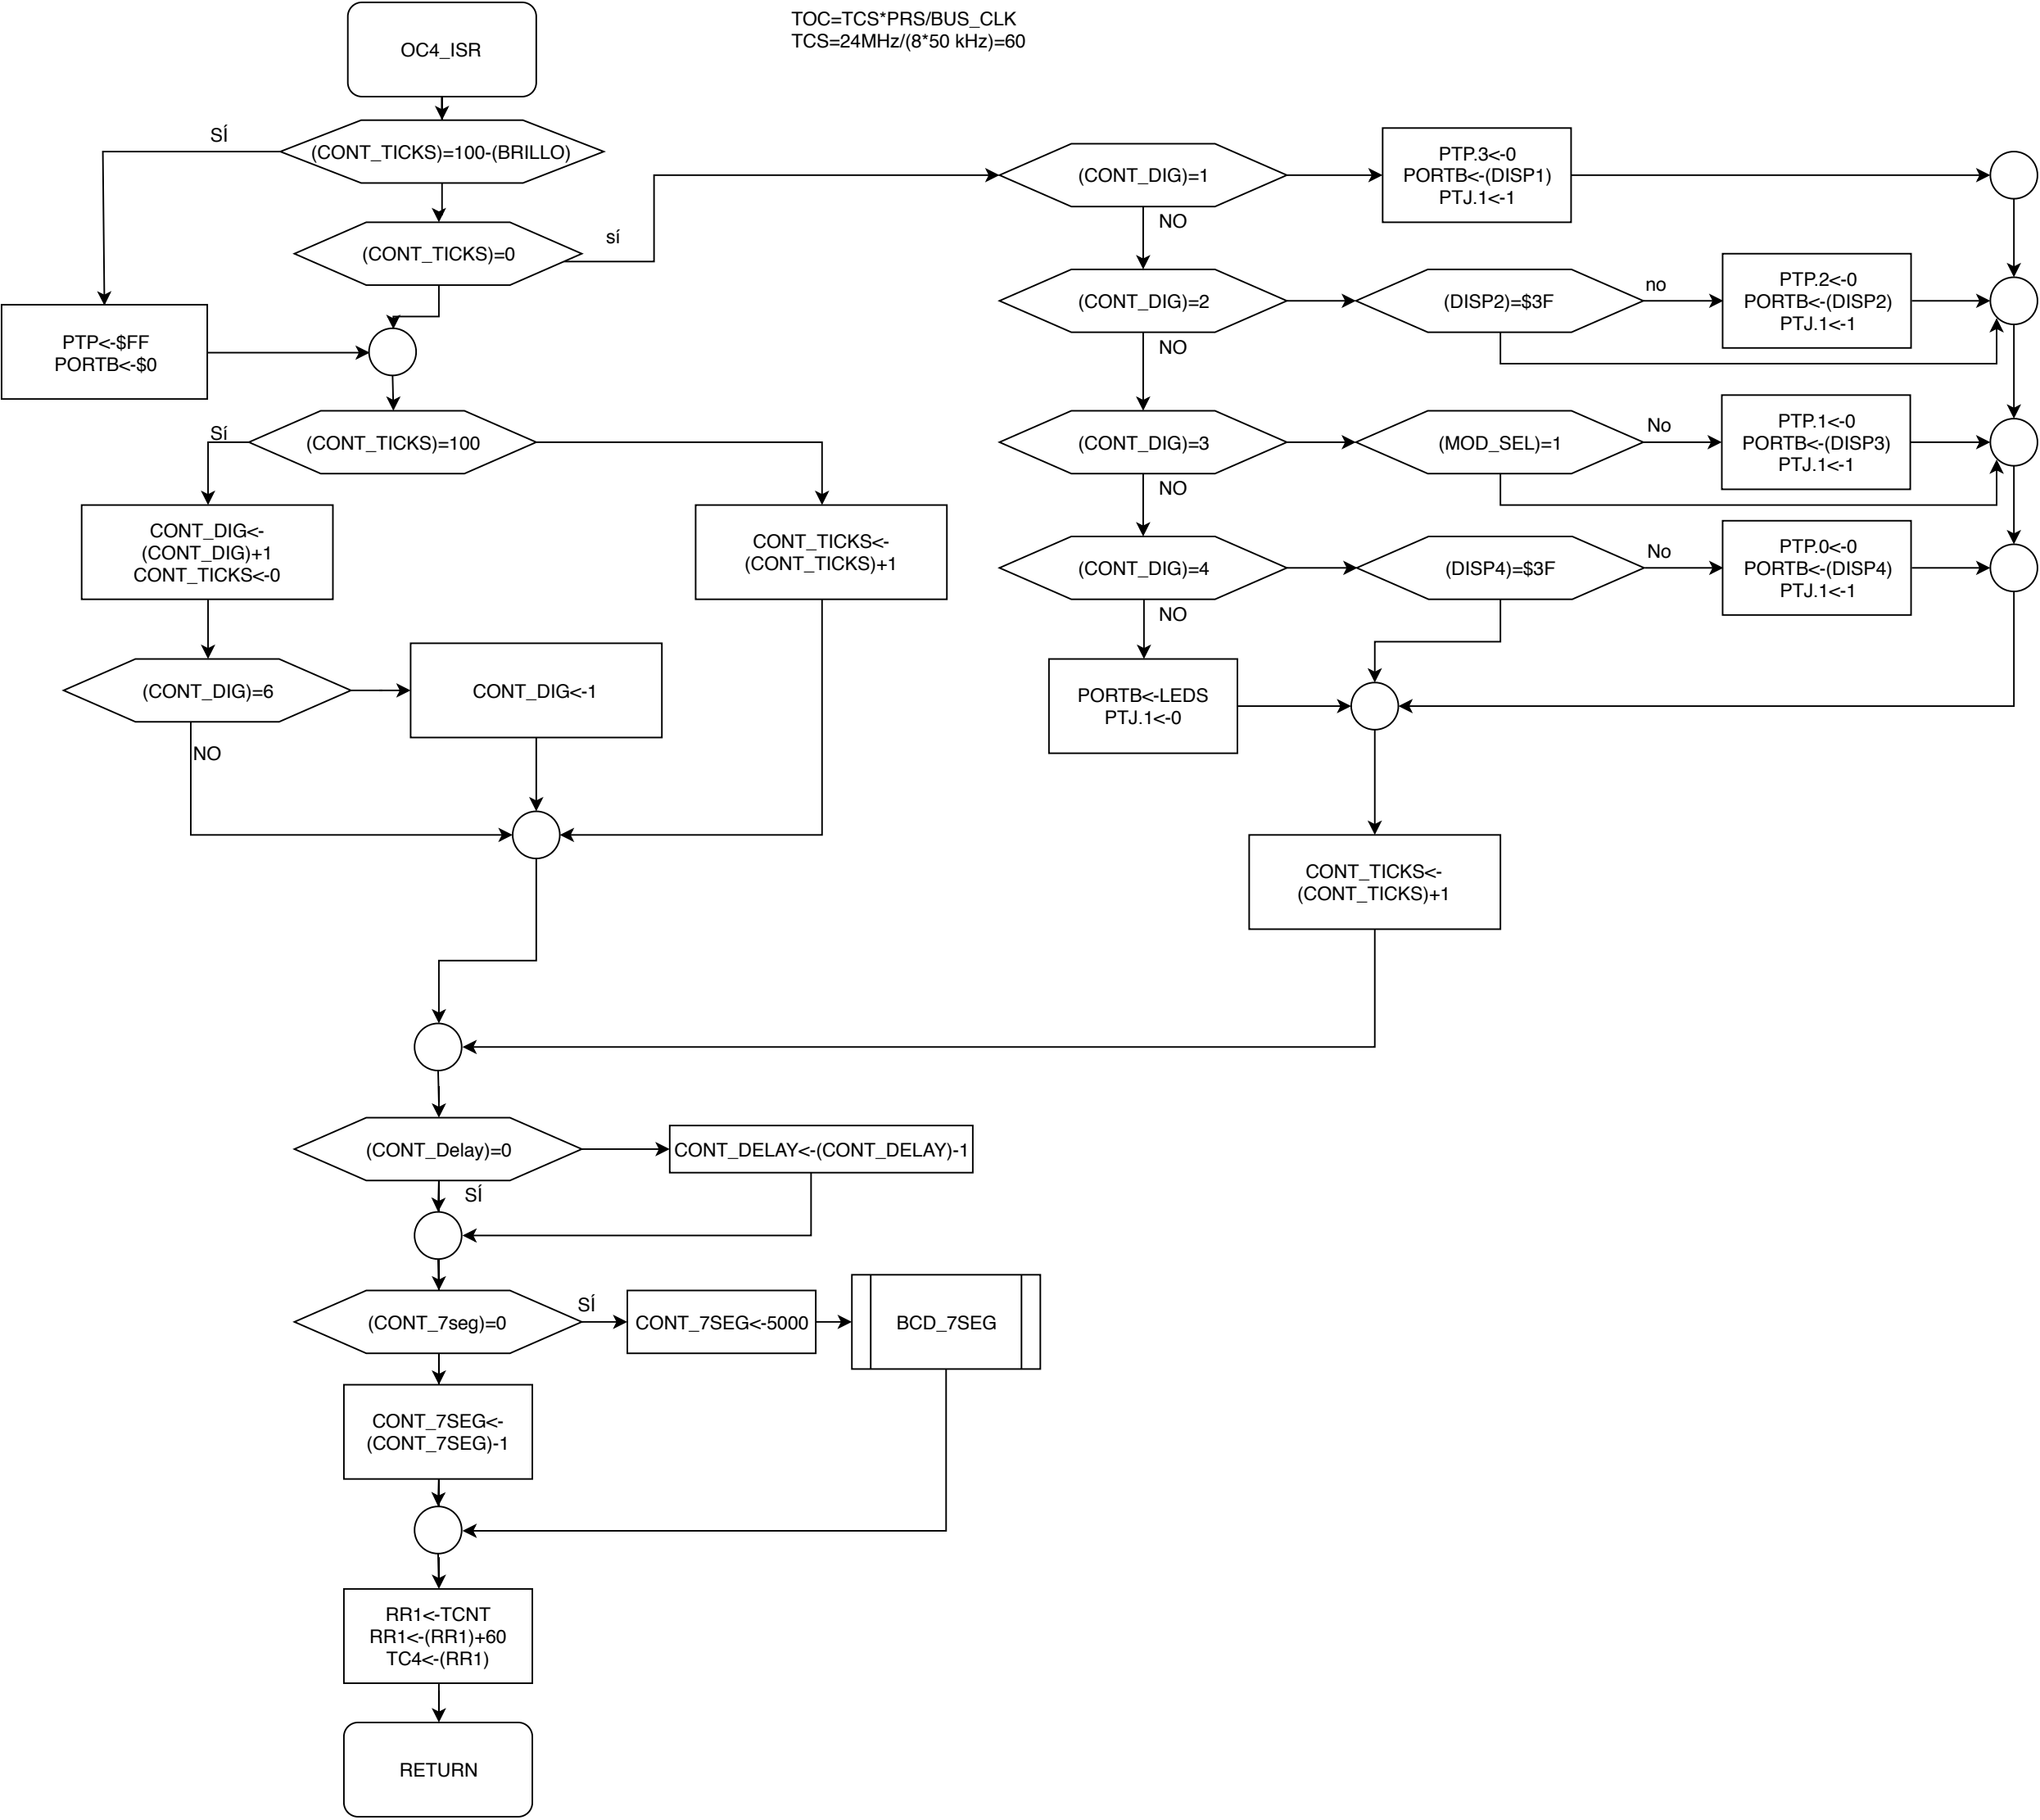 TOC=TCS*PRS/BUS_CLK
TCS=24MHz/(8*50 kHz)=60
OC4_ISR
SÍ
(CONT_TICKS)=100-(BRILLO)
(CONT_TICKS)=0
sí
PTP<-$FF
PORTB<-$0
Sí
(CONT_TICKS)=100
CONT_DIG<-
(CONT_DIG)+1
CONT_TICKS<-0
CONT_TICKS<-
(CONT_TICKS)+1
(CONT_DIG)=6
CONT_DIG<-1
NO
(CONT_DIG)=1
PTP.3<-0
PORTB<-(DISP1)
PTJ.1<-1
NO
(CONT_DIG)=2
(DISP2)=$3F
no
PTP.2<-0
PORTB<-(DISP2)
PTJ.1<-1
NO
(CONT_DIG)=3
(MOD_SEL)=1
No
PTP.1<-0
PORTB<-(DISP3)
PTJ.1<-1
NO
(CONT_DIG)=4
(DISP4)=$3F
No
PTP.0<-0
PORTB<-(DISP4)
PTJ.1<-1
NO
PORTB<-LEDS
PTJ.1<-0
CONT_TICKS<-
(CONT_TICKS)+1
(CONT_Delay)=0
CONT_DELAY<-(CONT_DELAY)-1
SÍ
(CONT_7seg)=0
SÍ
CONT_7SEG<-5000
BCD_7SEG
CONT_7SEG<-
(CONT_7SEG)-1
RR1<-TCNT
RR1<-(RR1)+60
TC4<-(RR1)
RETURN